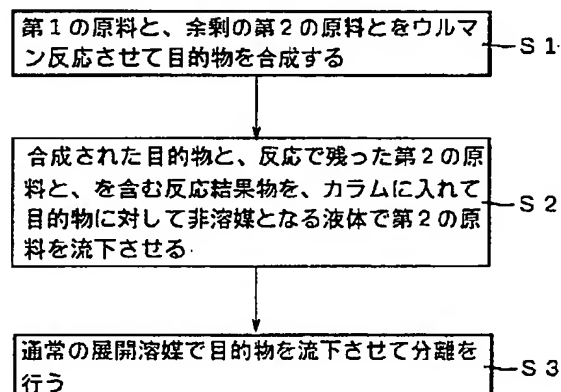 第1の原料と、余剰の第2の原料とをウルマ
ン反応させて目的物を合成する
S1
合成された目的物と、反応で残った第2の原
料と、を含む反応結果物を、カラムに入れて
目的物に対して非溶媒となる液体で第2の原
料を流下させる
S2
通常の展開溶媒で目的物を流下させて分離を
行う
S3